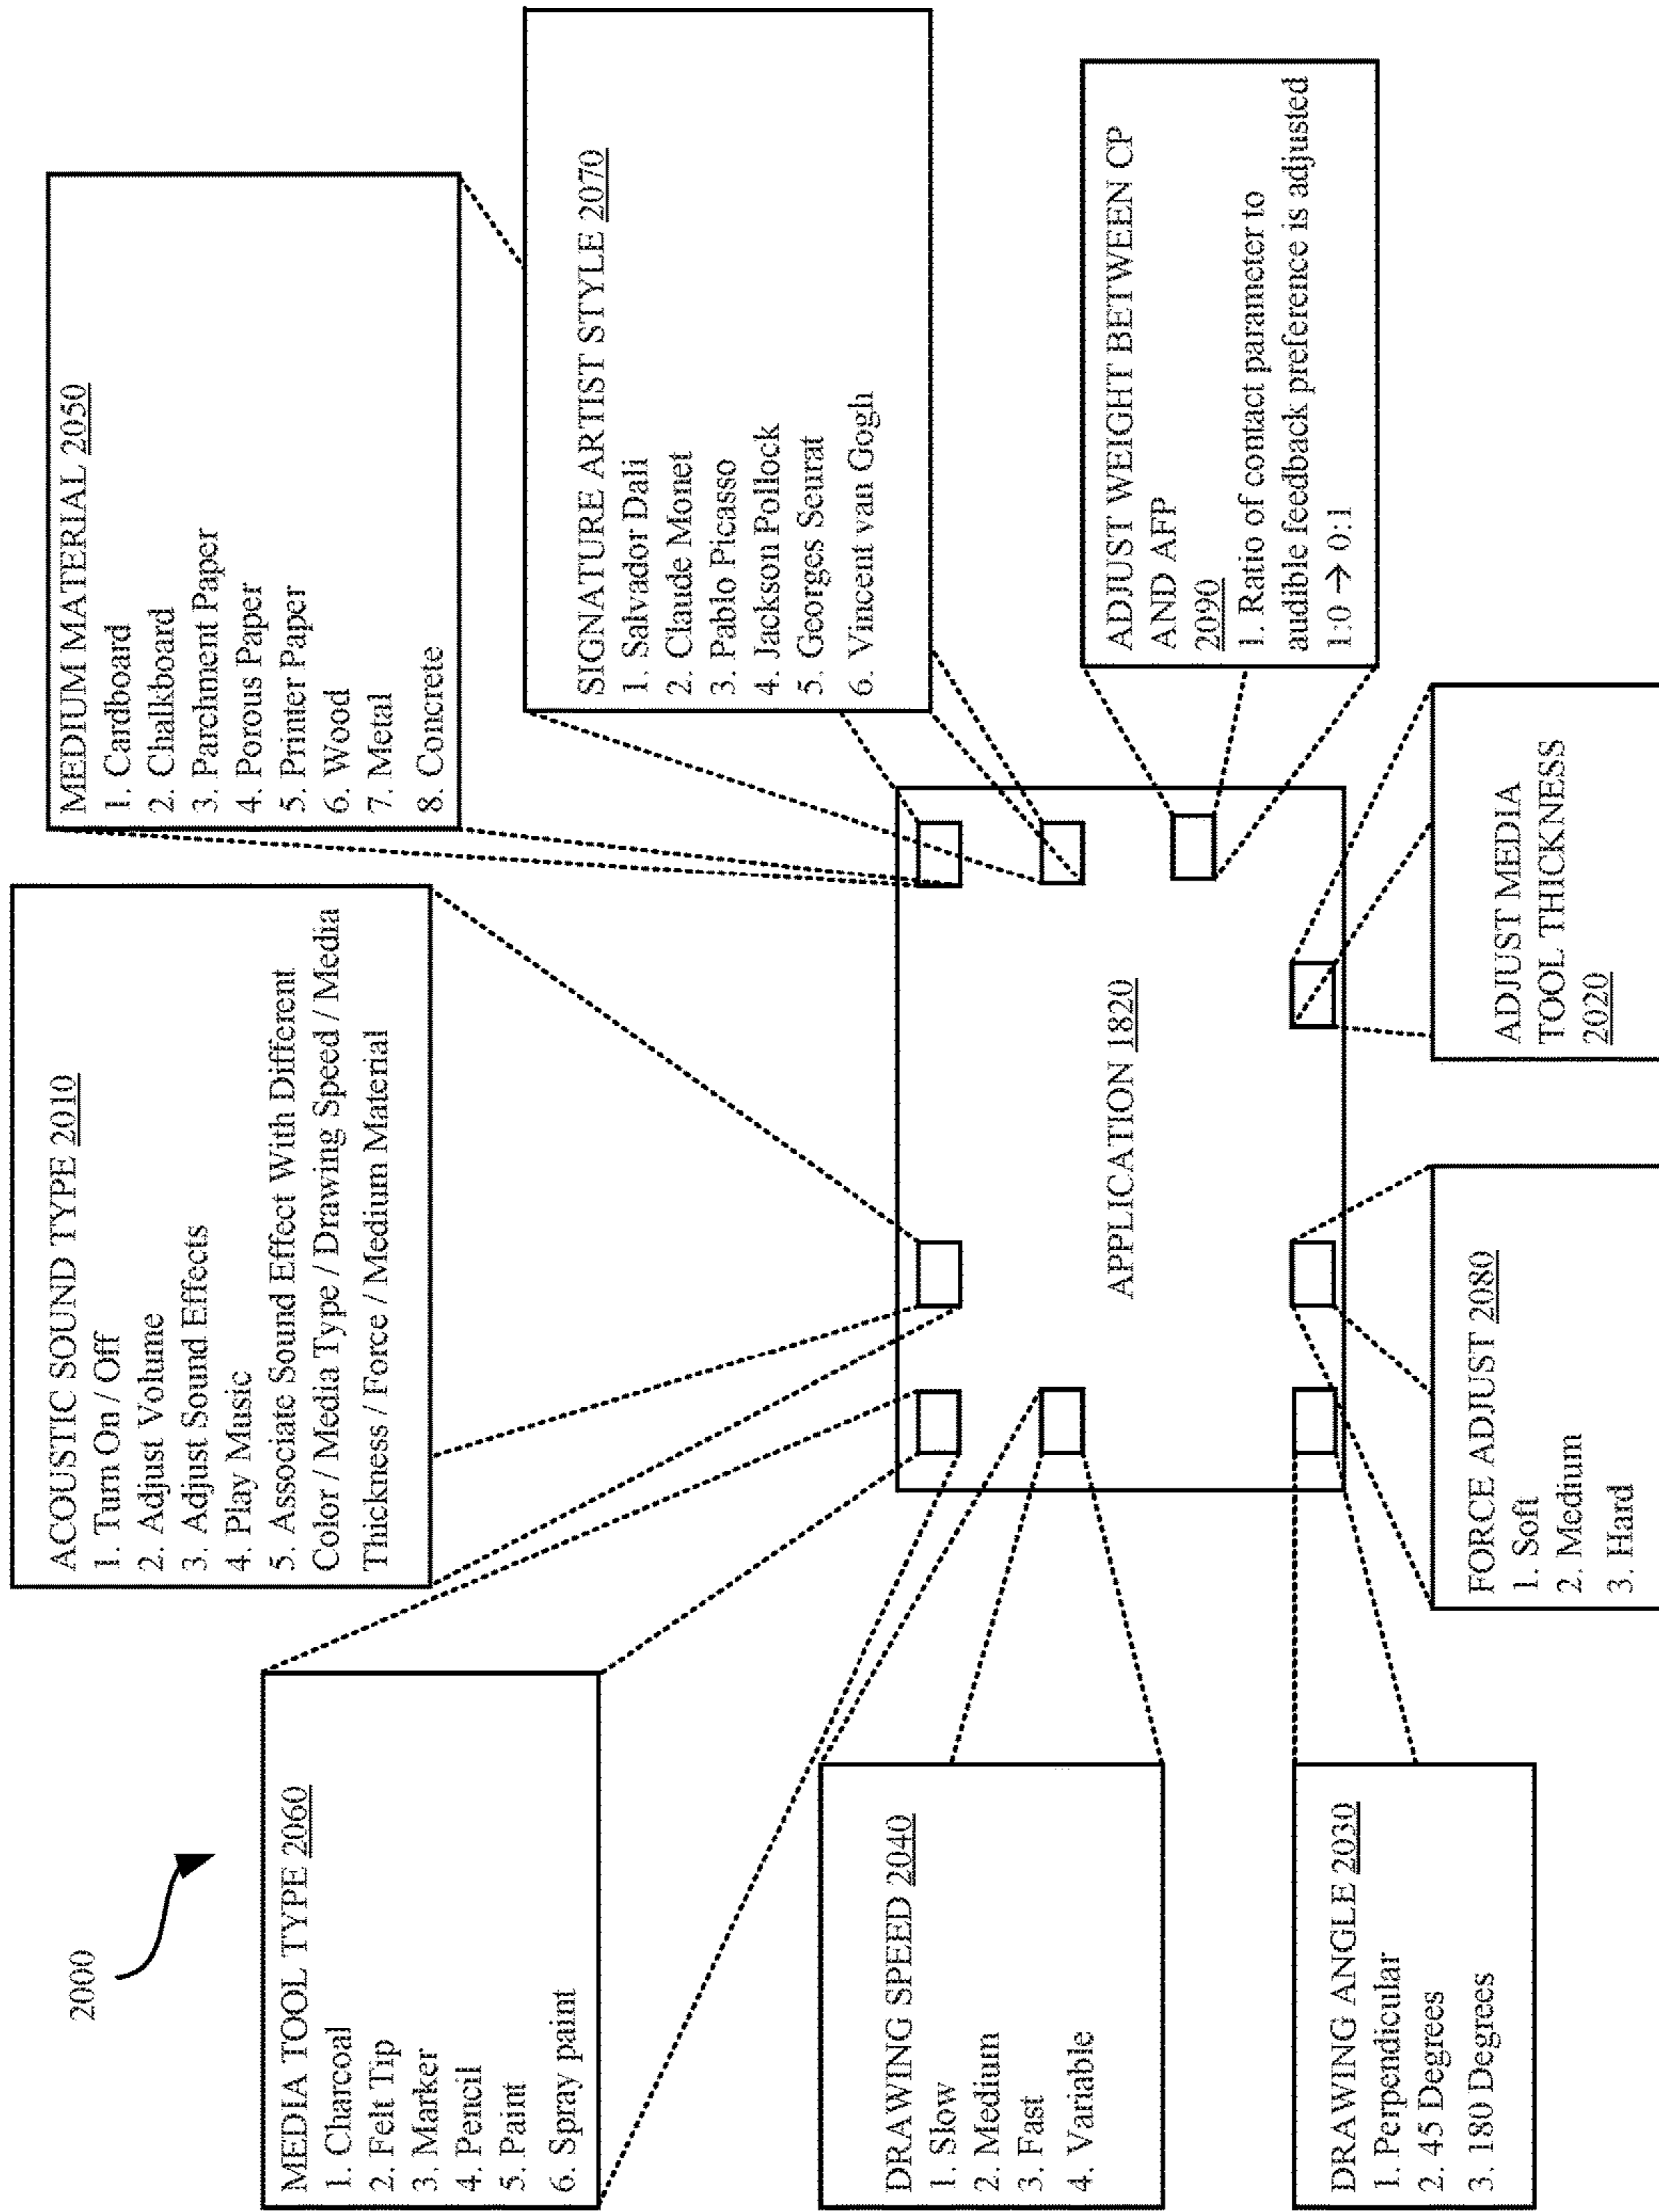 2000
MEDIA TOOL TYPE 2060
1. Charcoal
2. Felt Tip
3. Marker
4. Pencil
5. Paint
6. Spray paint
ACOUSTIC SOUND TYPE 2010
1. Turn On / Off
2. Adjust Volume
3. Adjust Sound Effects
4. Play Music
5. Associate Sound Effect With Different
Color / Media Type / Drawing Speed / Media
Thickness / Force / Medium Material
MEDIUM MATERIAL 2050
1. Cardboard
2. Chalkboard
3. Parchment Paper
4. Porous Paper
5. Printer Paper
6. Wood
7. Metal
8. Concrete
DRAWING SPEED 2040
1. Slow
2. Medium
3. Fast
4. Variable
APPLICATION 1820
SIGNATURE ARTIST STYLE 2070
1. Salvador Dali
2. Claude Monet
3. Pablo Picasso
4. Jackson Pollock
5. Georges Seurat
6. Vincent van Gogh
DRAWING ANGLE 2030
1. Perpendicular
2. 45 Degrees
3. 180 Degrees
FORCE ADJUST 2080
1. Soft
2. Medium
3. Hard
ADJUST MEDIA
TOOL THICKNESS
2020
ADJUST WEIGHT BETWEEN CP
AND AFP
2090
1. Ratio of contact parameter to
audible feedback preference is adjusted
1:0 → 0:1